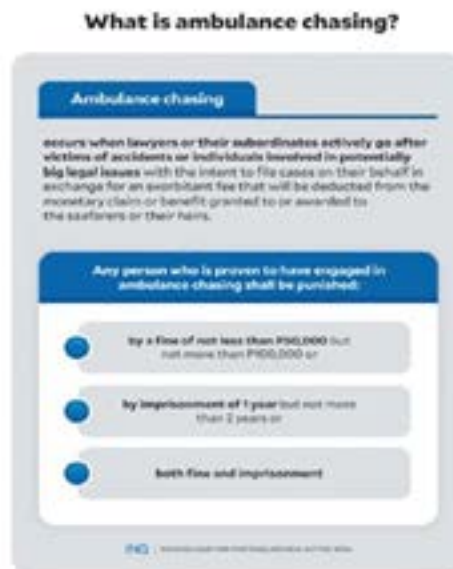 What is ambulance chasing?
Ambulance chasing
occurs when lawyers or their subordinates actively go after
victims of accidents or individuals involved in potentially
big legal issues with the intent to file cases on their behalf in
exchange for an exorbitant fee that will be deducted from the
monetary claim or benefit granted to or awarded to
the seafarers or their heirs.
Any person who is proven to have engaged in
ambulance chasing shall be punished:
by a fine of not less than P50,000 but
not more than P100,000 or
by imprisonment of 1 year but not more
than 2 years or
both fine and imprisonment
INQ